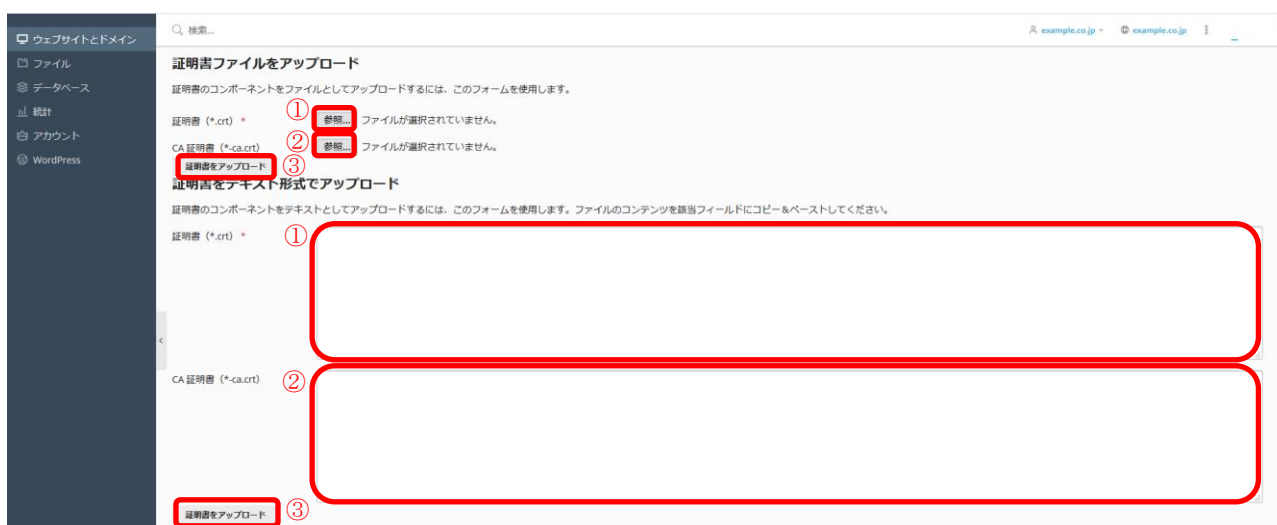 検索...
example.co.jp
example.co.jp
ウェブサイトとドメイン
ファイル
データベース
統計
アカウント
WordPress
証明書ファイルをアップロード
証明書のコンポーネントをファイルとしてアップロードするには、このフォームを使用します。
証明書 (*.crt) * ① 参照... ファイルが選択されていません。
CA 証明書 (*-ca.crt) ② 参照... ファイルが選択されていません。
証明書をアップロード ③
証明書をテキスト形式でアップロード
証明書のコンポーネントをテキストとしてアップロードするには、このフォームを使用します。ファイルのコンテンツを該当フィールドにコピー＆ペーストしてください。
証明書 (*.crt) * ①
CA 証明書 (*-ca.crt) ②
証明書をアップロード ③